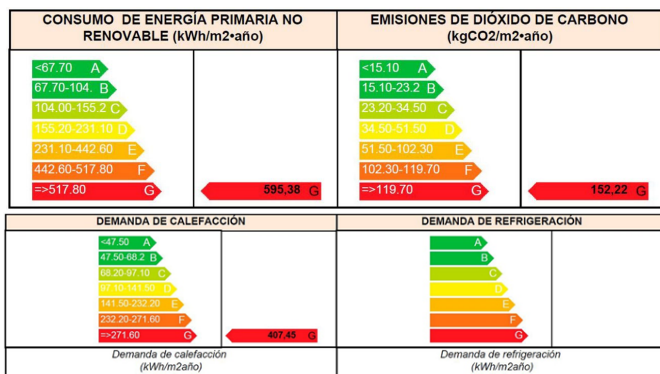 CONSUMO DE ENERGÍA PRIMARIA NO
RENOVABLE (kWh/m2•año)
<67.70 A
67.70-104. B
104.00-155.2 C
155.20-231.10 D
231.10-442.60 E
442.60-517.80 F
=>517.80 G
595,38 G
EMISIONES DE DIÓXIDO DE CARBONO
(kgCO2/m2•año)
<15.10 A
15.10-23.2 B
23.20-34.50 C
34.50-51.50 D
51.50-102.30 E
102.30-119.70 F
=>119.70 G
152,22 G
DEMANDA DE CALEFACCIÓN
<47.50 A
47.50-68.2 B
68.20-97.10 C
97.10-141.50 D
141.50-232.20 E
232.20-271.60 F
=>271.60 G
407,45 G
Demanda de calefacción
(kWh/m2año)
DEMANDA DE REFRIGERACIÓN
A
B
C
D
E
F
G
Demanda de refrigeración
(kWh/m2año)